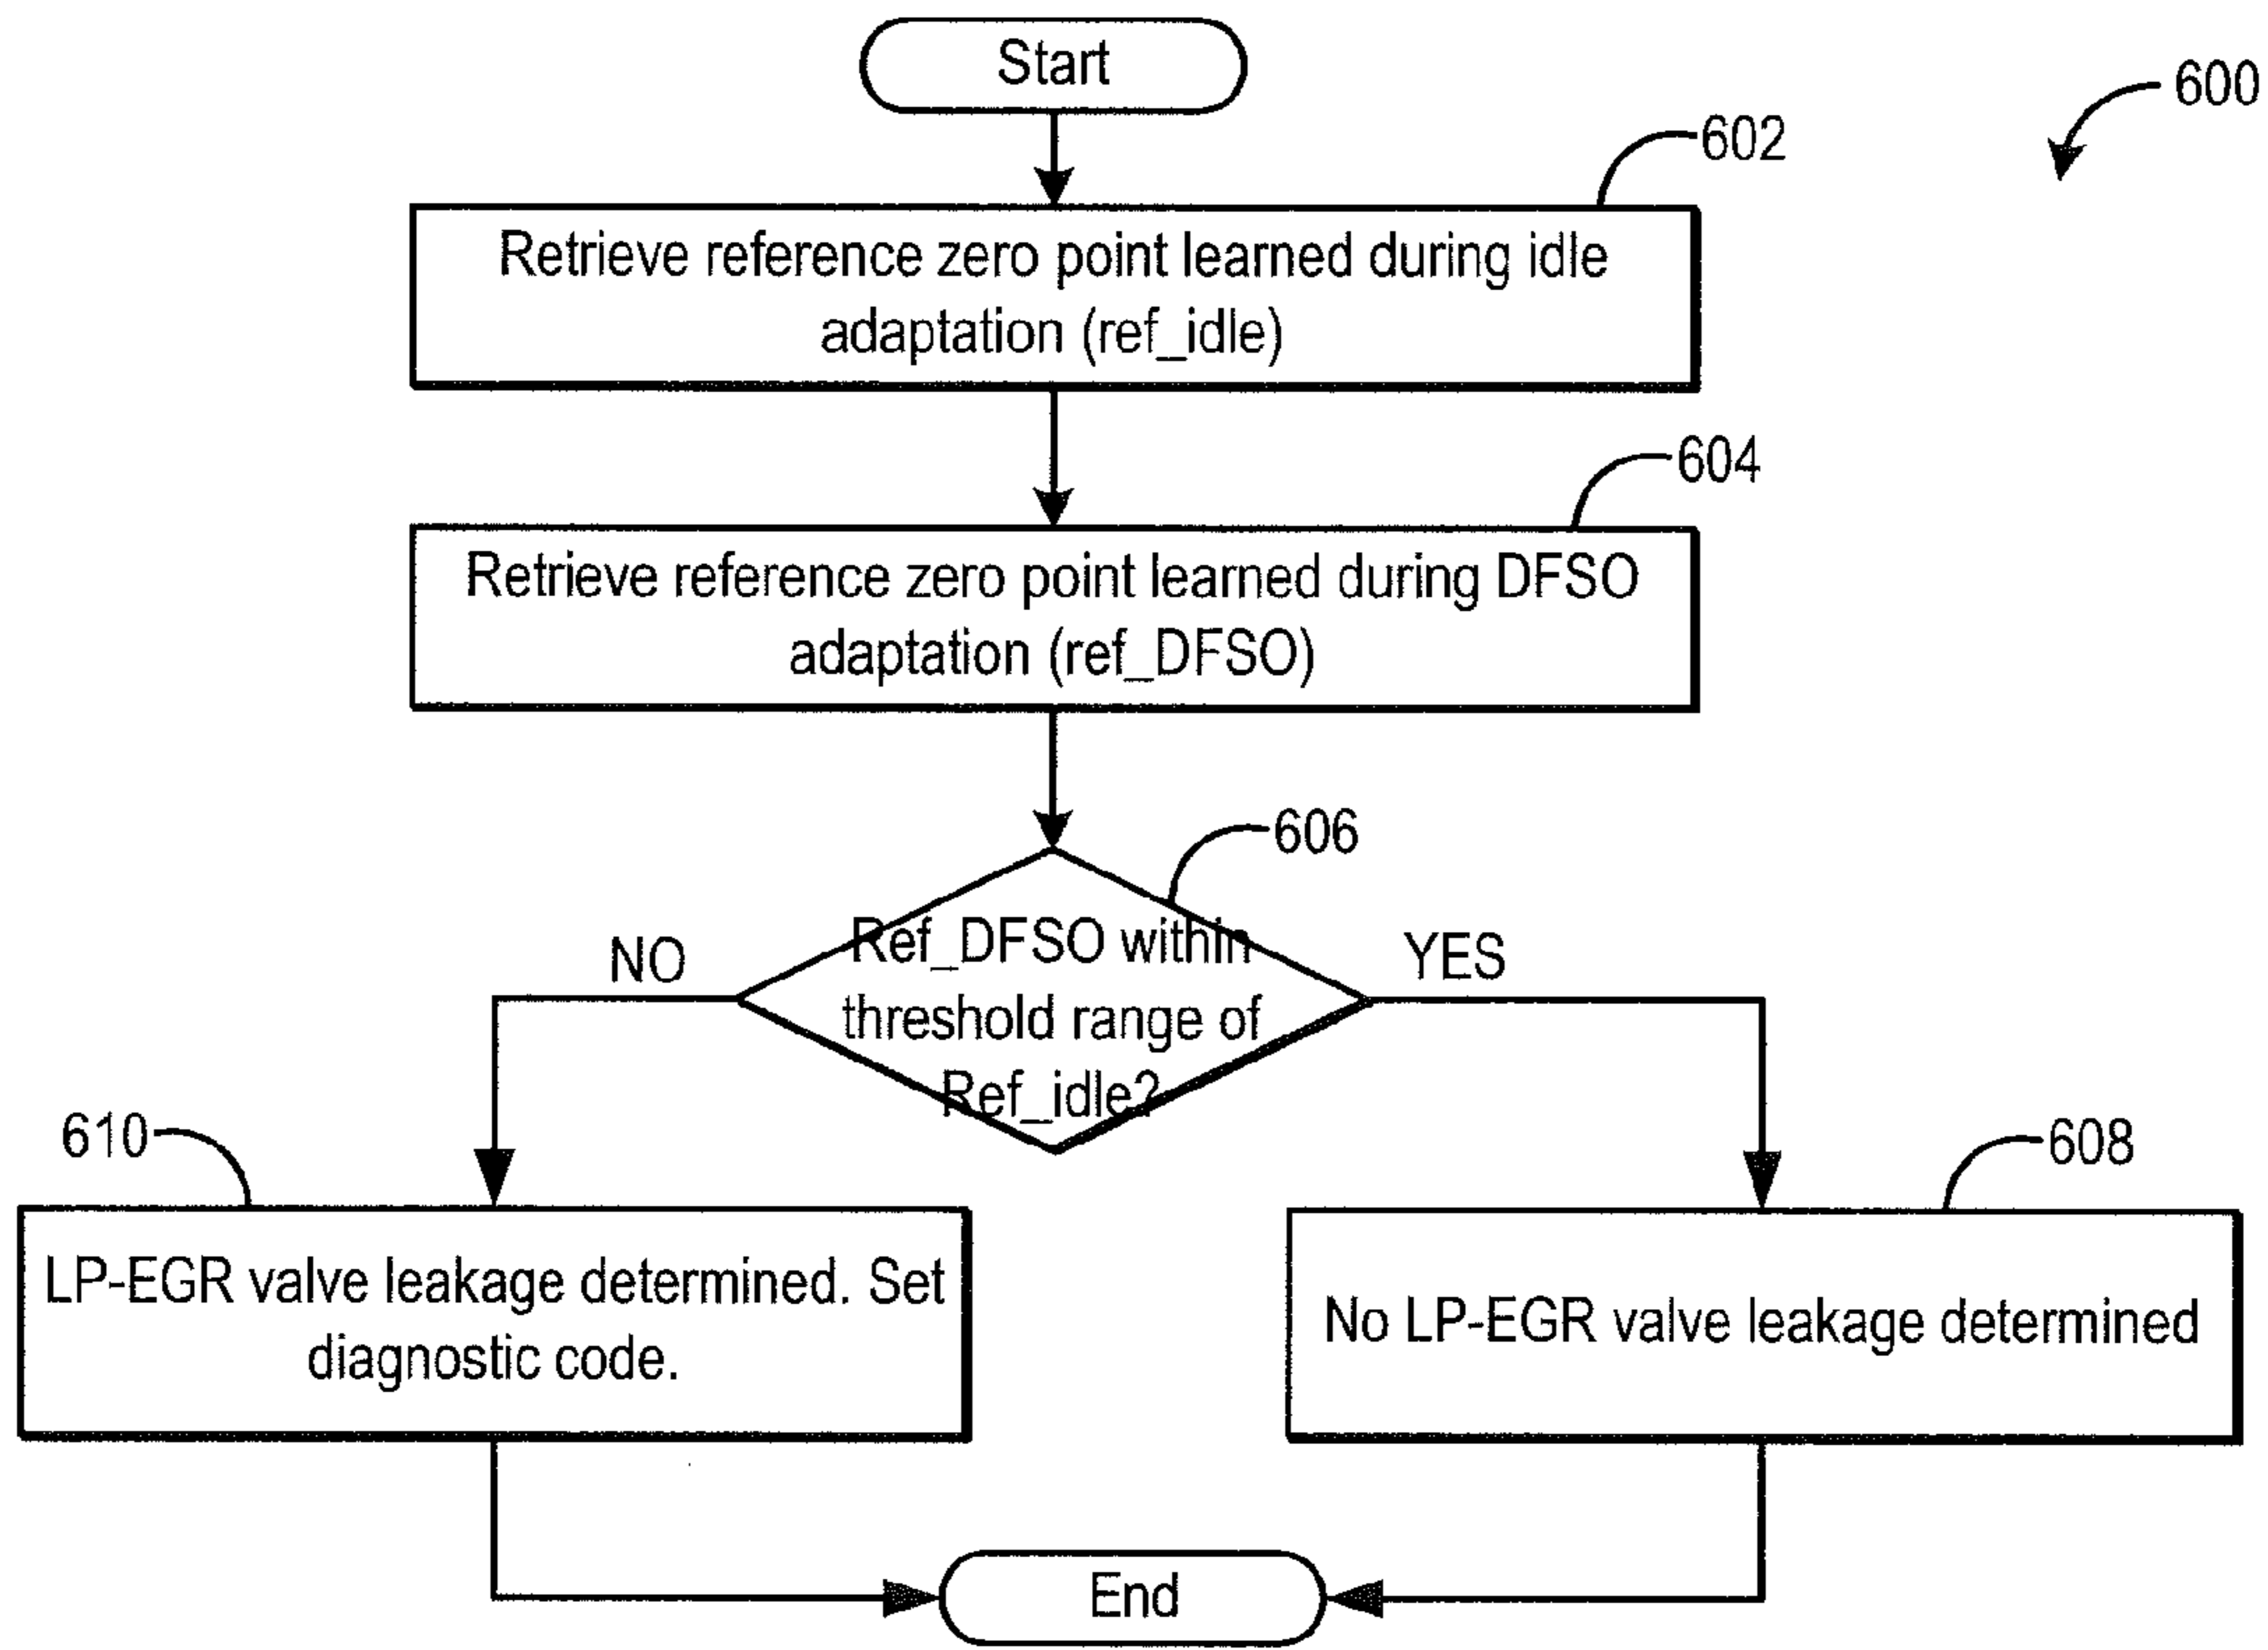 Start
600
602
Retrieve reference zero point learned during idle
adaptation (ref_idle)
604
Retrieve reference zero point learned during DFSO
adaptation (ref_DFSO)
606
NO
Ref_DFSO within
threshold range of
Ref_idle?
YES
610
608
LP-EGR valve leakage determined. Set
diagnostic code.
No LP-EGR valve leakage determined
End